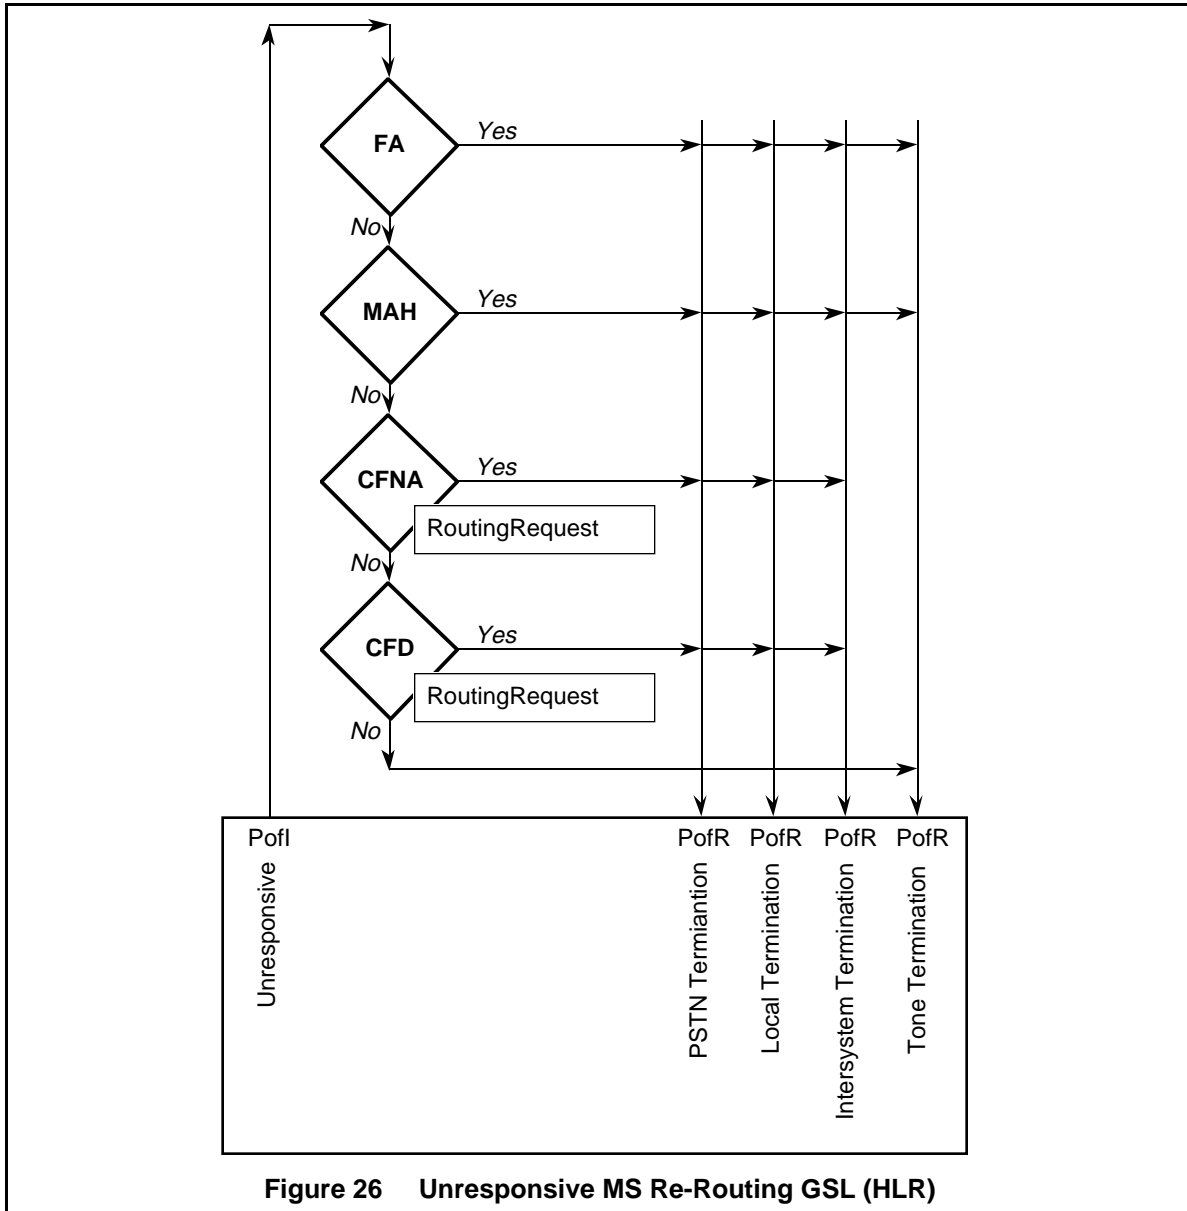 FA
Yes
No
MAH
Yes
No
CFNA
Yes
RoutingRequest
No
CFD
Yes
RoutingRequest
No
PofI
PofR
PofR
PofR
PofR
Unresponsive
PSTN Termiantion
Local Termination
Intersystem Termination
Tone Termination
Figure 26 Unresponsive MS Re-Routing GSL (HLR)